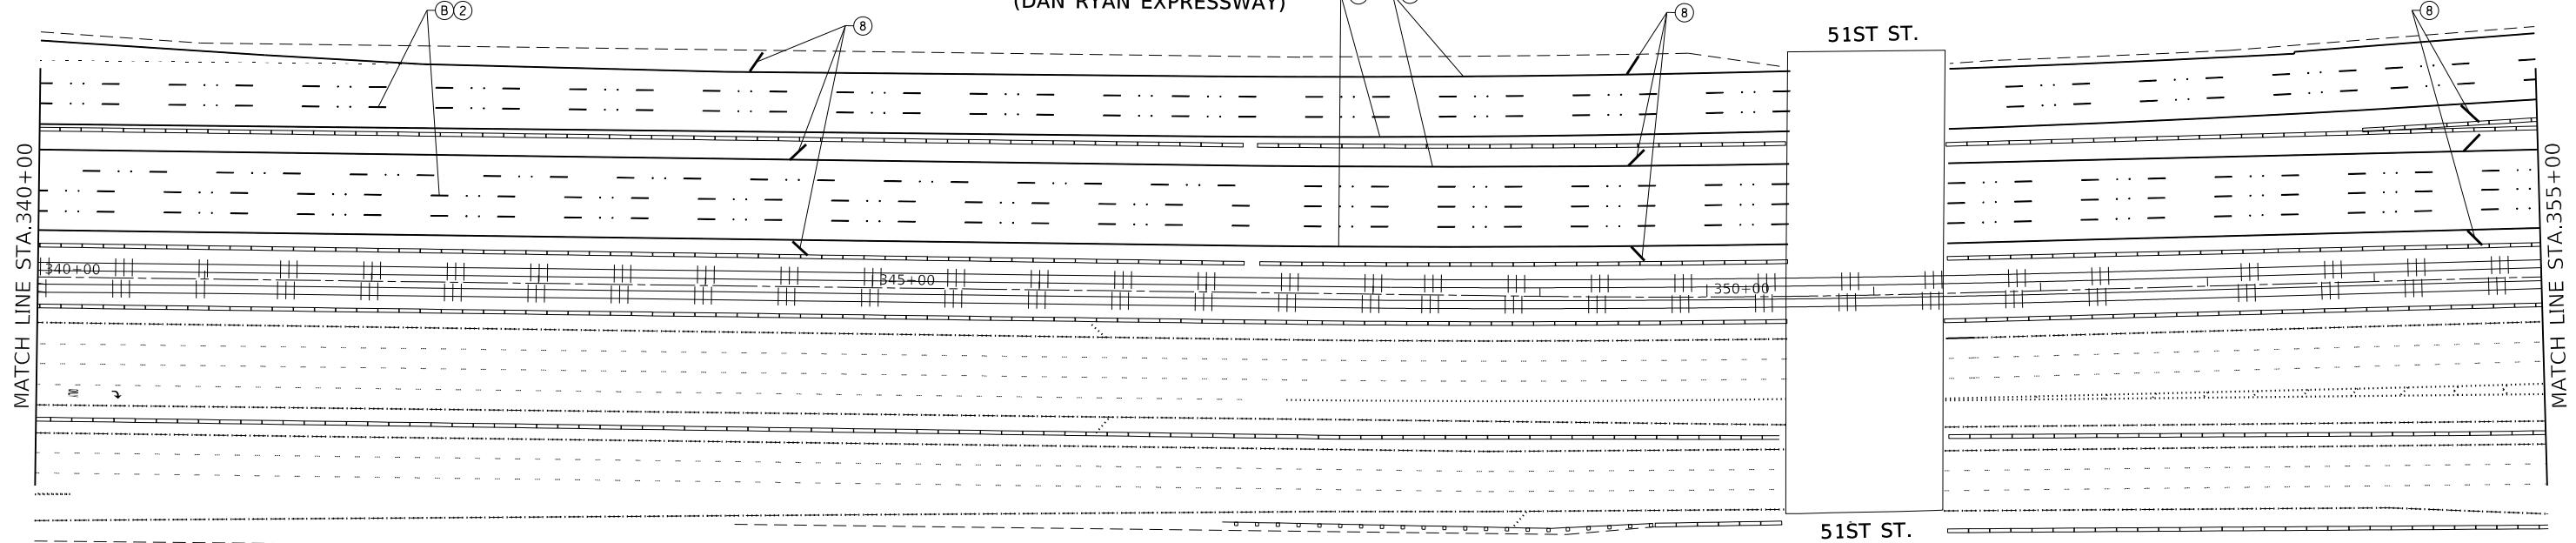 (DAN RYAN EXPRESSWAY)
B 2
8
8
8
51ST ST.
MATCH LINE STA.340+00
340+00
345+00
350+00
MATCH LINE STA.355+00
51ST ST.